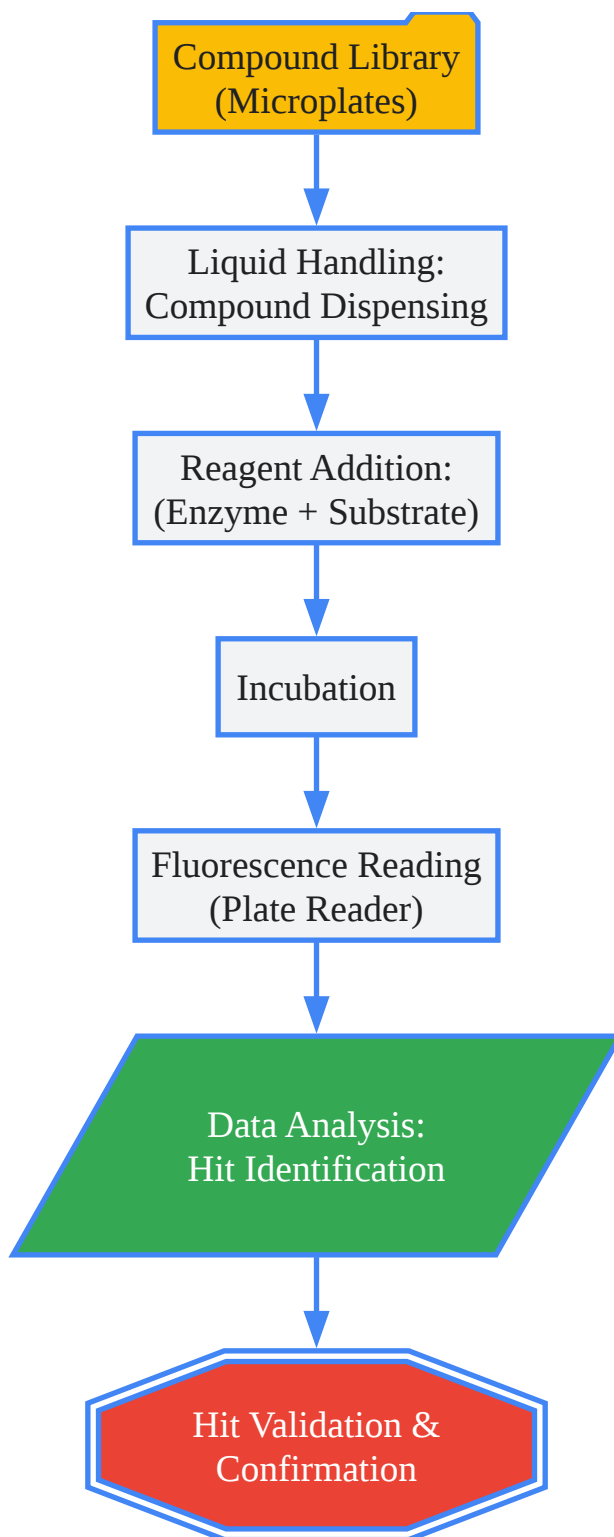 Compound Library
(Microplates)
Liquid Handling:
Compound Dispensing
Reagent Addition:
(Enzyme + Substrate)
Incubation
Fluorescence Reading
(Plate Reader)
Data Analysis:
Hit Identification
Hit Validation &
Confirmation